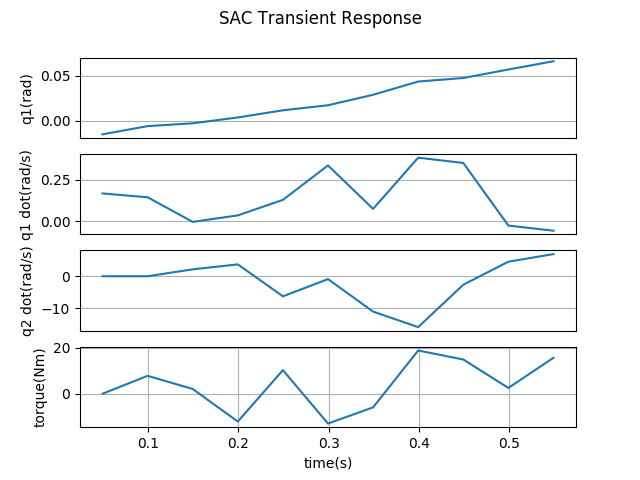 SAC Transient Response
q1(rad)
0.05
0.00
q1 dot(rad/s)
0.25
0.00
q2 dot(rad/s)
0
−10
torque(Nm)
20
0
0.1 0.2 0.3 0.4 0.5
time(s)